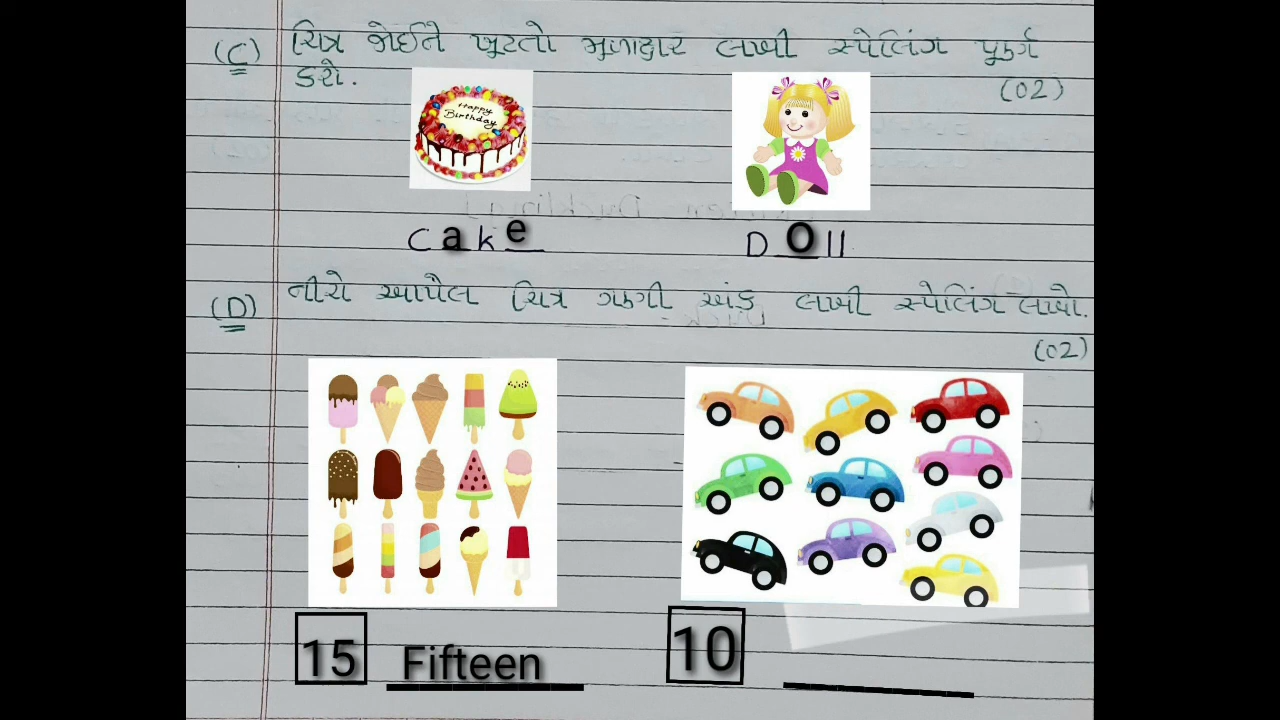 (C) ચિત્ર જોઈને ખૂટતો મૂળાક્ષર લખી સ્પેલિંગ પૂર્ણ
કરો. (02)
Happy
Birthday
Cake Doll
(D) નીચે આપેલ ચિત્ર ગણી અંક લખી સ્પેલિંગ લખો.
(02)
15 Fifteen 10